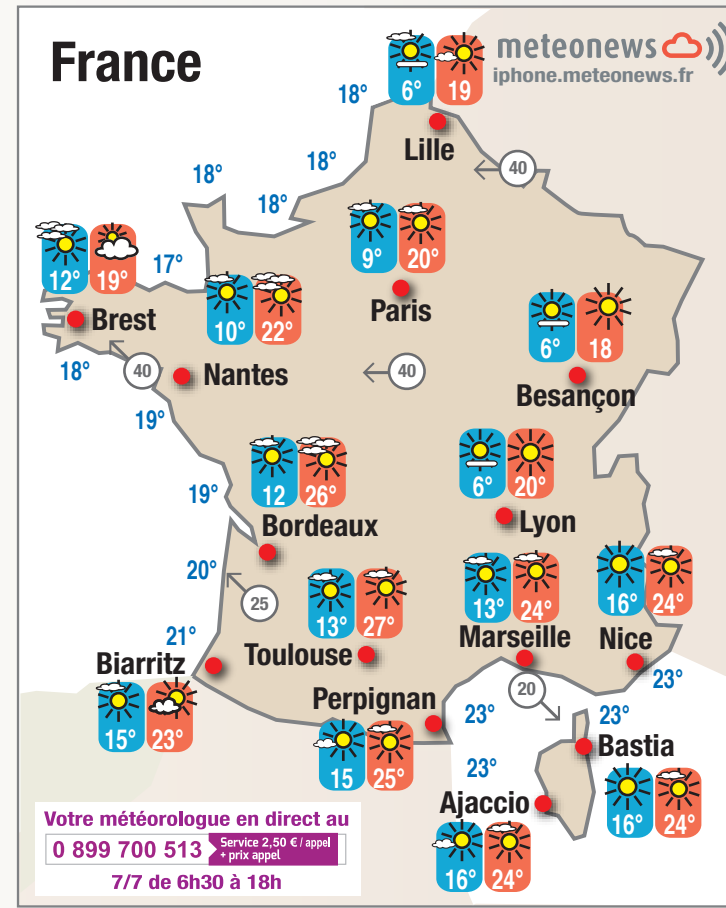 France
meteonews
iphone.meteonews.fr
6° 19
Lille
18°
40
18°
18°
18°
9° 20°
Paris
12° 19°
Brest
17°
10° 22°
Nantes
6° 18
Besançon
18°
40
40
19°
12 26°
Bordeaux
6° 20°
Lyon
19°
20°
25
13° 27°
Toulouse
13° 24°
Marseille
16° 24°
Nice
21°
Biarritz
15° 23°
23°
20
Perpignan
15 25°
23°
23°
Bastia
16° 24°
23°
Ajaccio
16° 24°
Votre météorologue en direct au
0 899 700 513 Service 2,50 € / appel
+ prix appel
7/7 de 6h30 à 18h